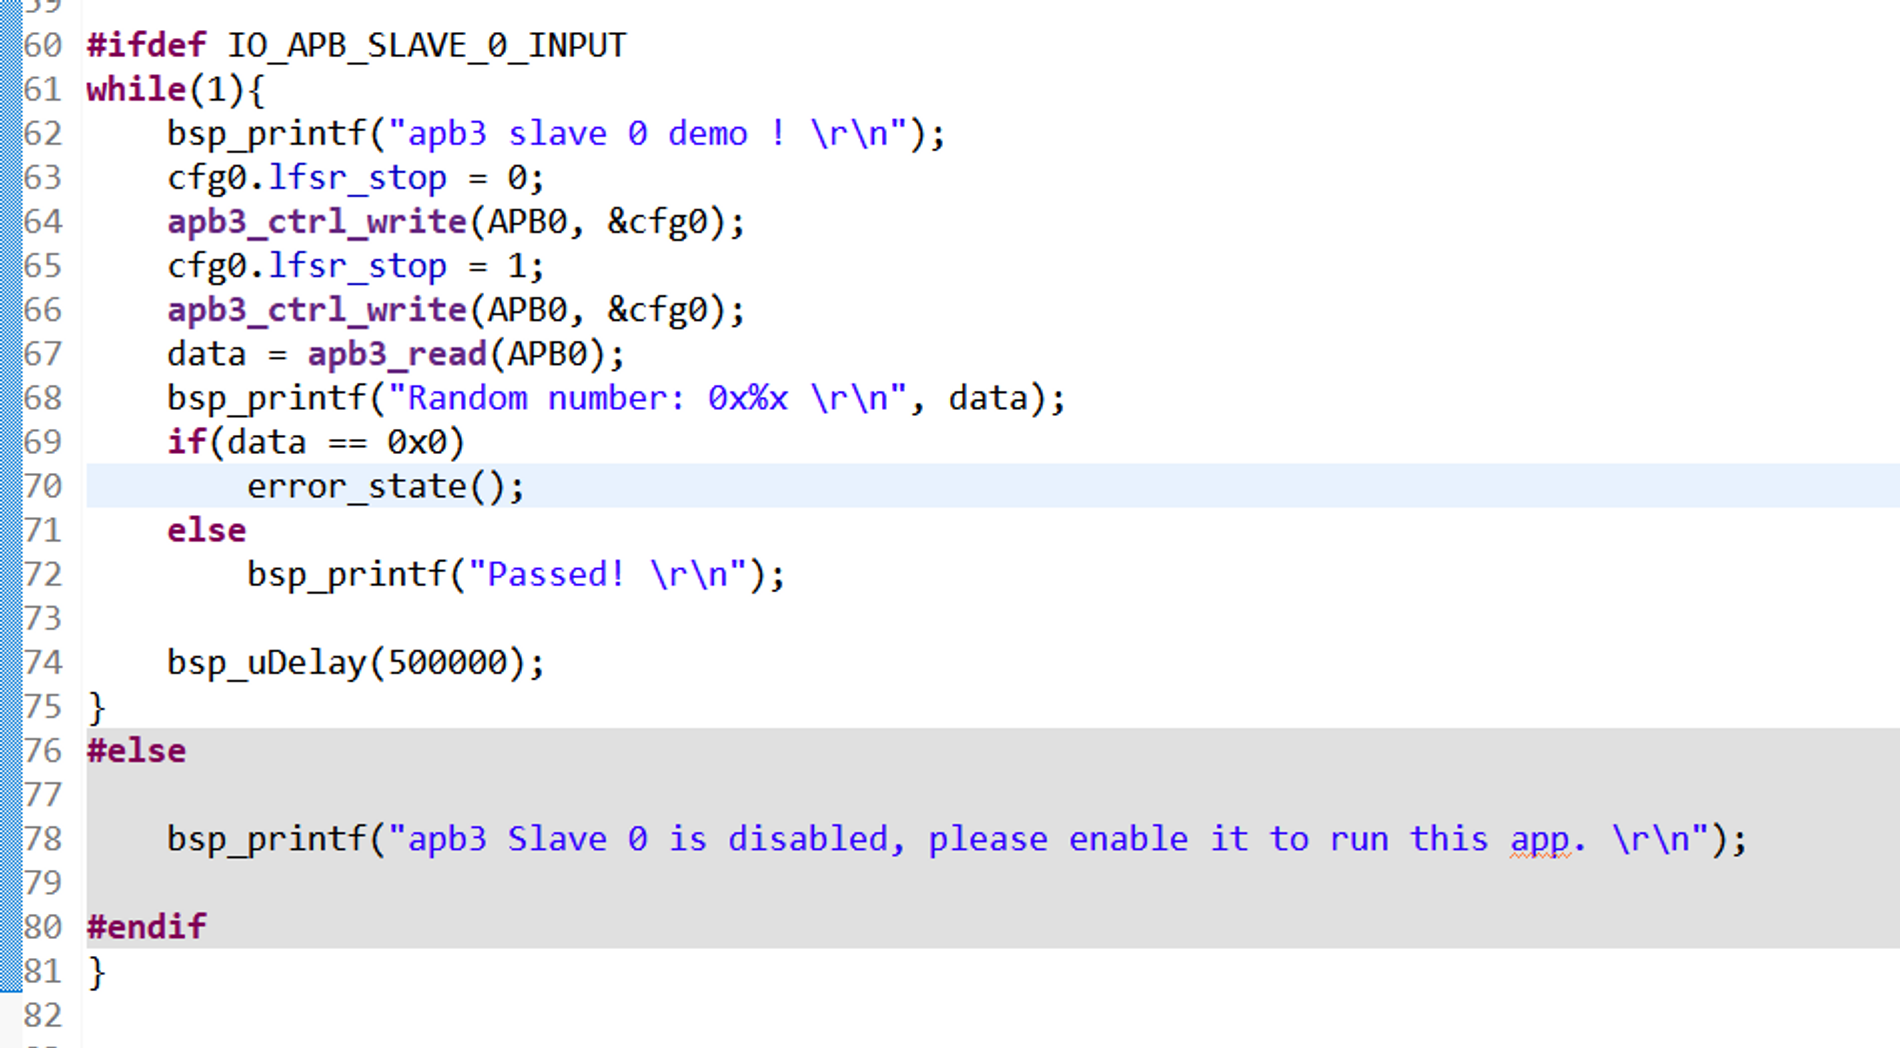 59
60 #ifdef IO_APB_SLAVE_0_INPUT
61 while(1){
62     bsp_printf("apb3 slave 0 demo ! \r\n");
63     cfg0.lfsr_stop = 0;
64     apb3_ctrl_write(APB0, &cfg0);
65     cfg0.lfsr_stop = 1;
66     apb3_ctrl_write(APB0, &cfg0);
67     data = apb3_read(APB0);
68     bsp_printf("Random number: 0x%x \r\n", data);
69     if(data == 0x0)
70         error_state();
71     else
72         bsp_printf("Passed! \r\n");
73
74     bsp_uDelay(500000);
75 }
76 #else
77
78     bsp_printf("apb3 Slave 0 is disabled, please enable it to run this app. \r\n");
79
80 #endif
81 }
82